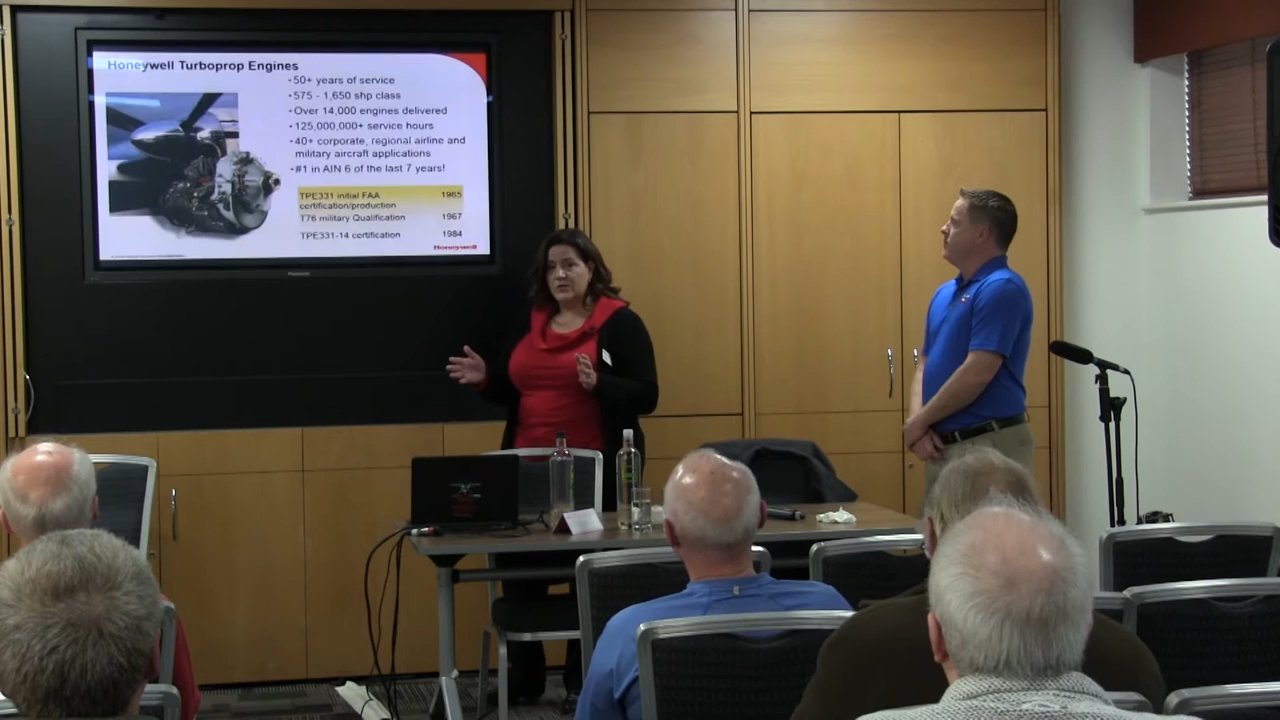 Honeywell Turboprop Engines
• 50+ years of service
• 575 - 1,650 shp class
• Over 14,000 engines delivered
• 125,000,000+ service hours
• 40+ corporate, regional airline and
military aircraft applications
• #1 in AIN 6 of the last 7 years!
TPE331 initial FAA 1965
certification/production
T76 military Qualification 1967
TPE331-14 certification 1984
Honeywell
Panasonic